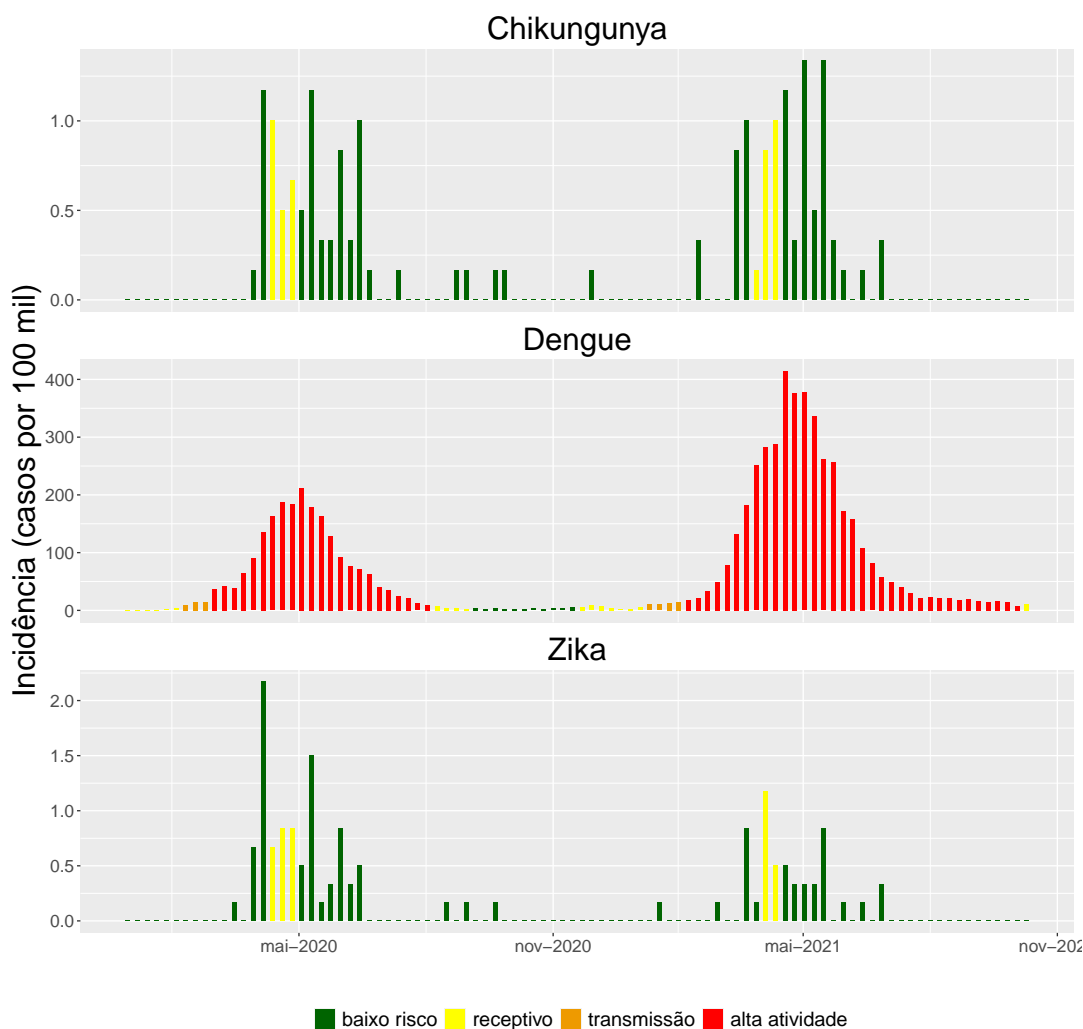 Chikungunya
1.0
0.5
0.0
Dengue
400
300
200
100
0
Incidência (casos por 100 mil)
Zika
2.0
1.5
1.0
0.5
0.0
mai−2020 nov−2020 mai−2021 nov−202
baixo risco receptivo transmissão alta atividade